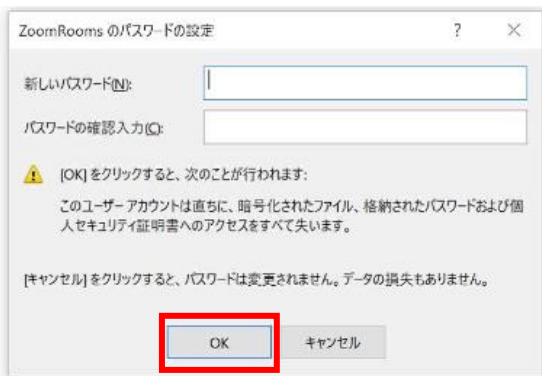 ZoomRooms のパスワードの設定
? ×
新しいパスワード(N):
パスワードの確認入力(C):
[OK] をクリックすると、次のことが行われます:
このユーザー アカウントは直ちに、暗号化されたファイル、格納されたパスワードおよび個
人セキュリティ証明書へのアクセスをすべて失います。
[キャンセル] をクリックすると、パスワードは変更されません。データの損失もありません。
OK キャンセル